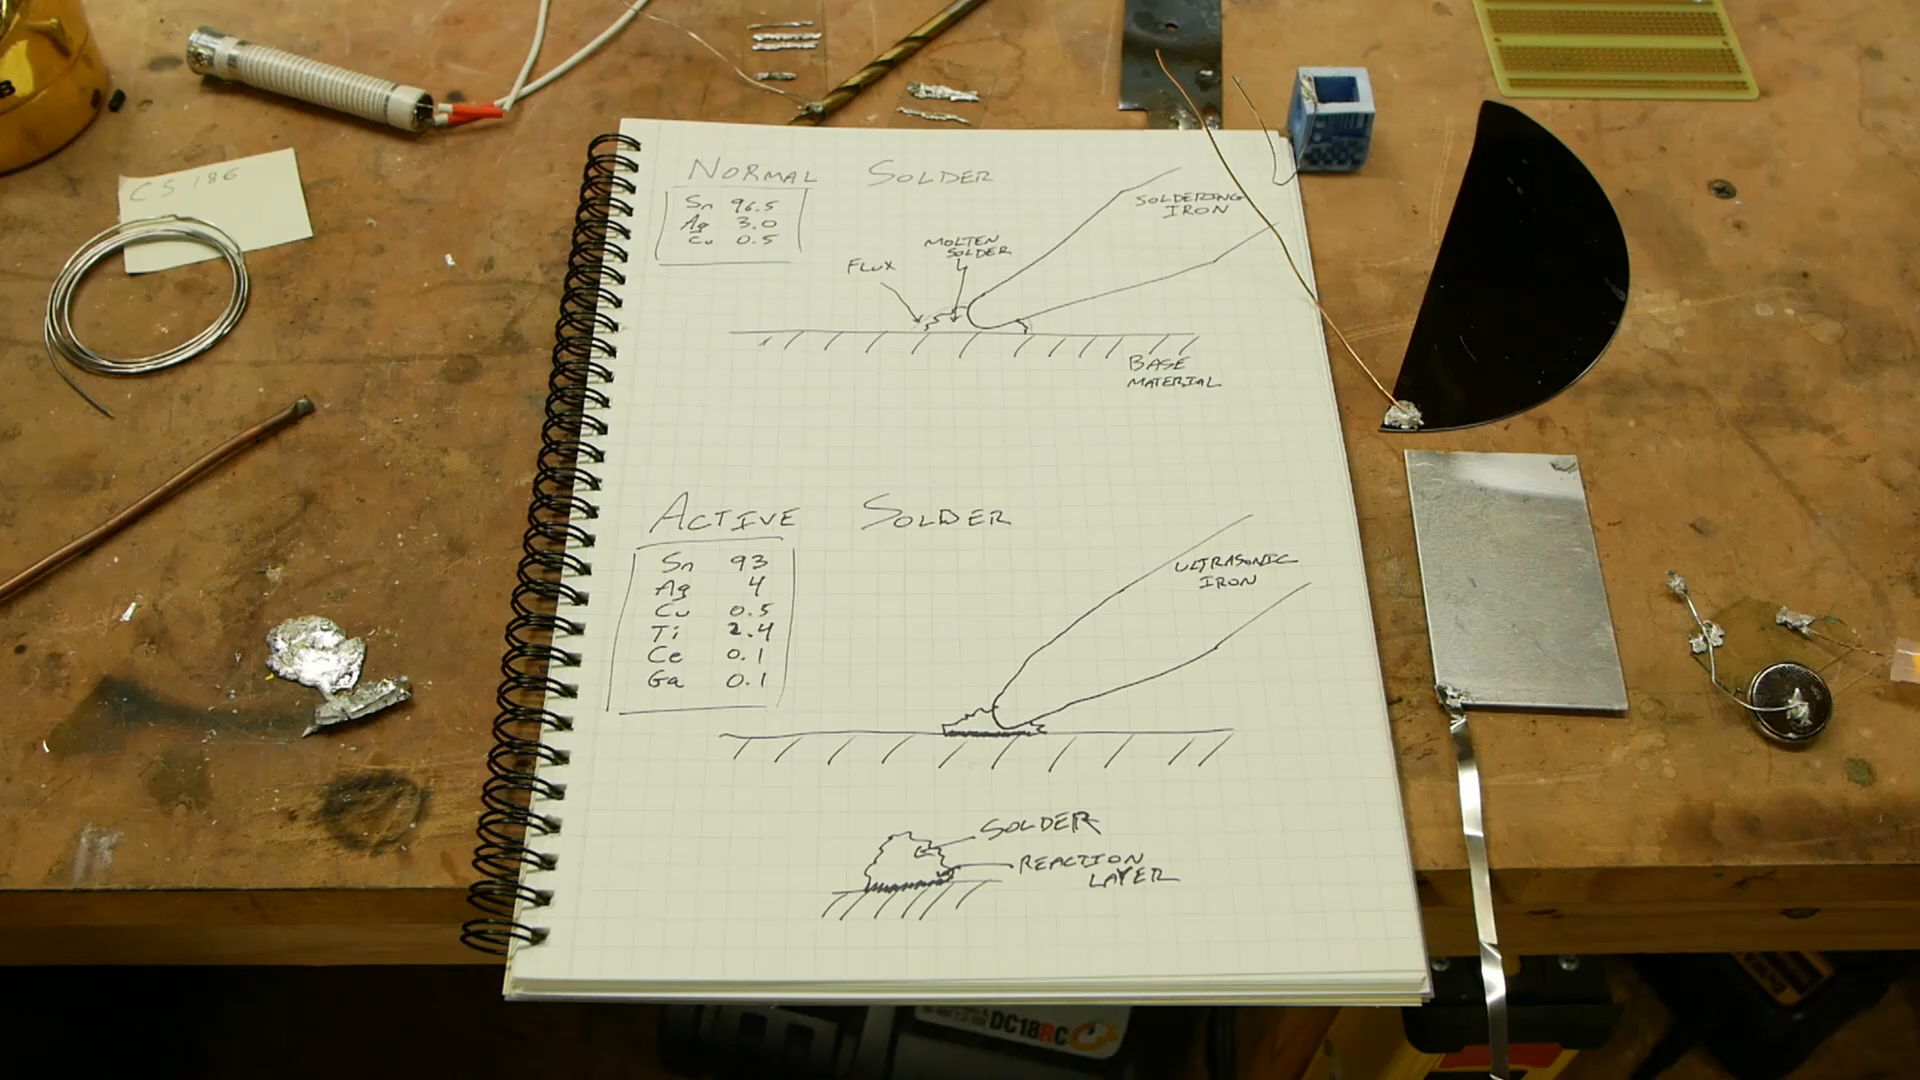 CS 186
NORMAL SOLDER
Sn 96.5
Ag 3.0
Cu 0.5
SOLDERING
IRON
MOLTEN
SOLDER
FLUX
BASE
MATERIAL
ACTIVE SOLDER
Sn 93
Ag 4
Cu 0.5
Ti 2.4
Ce 0.1
Ga 0.1
ULTRASONIC
IRON
SOLDER
REACTION
LAYER
DC18RC